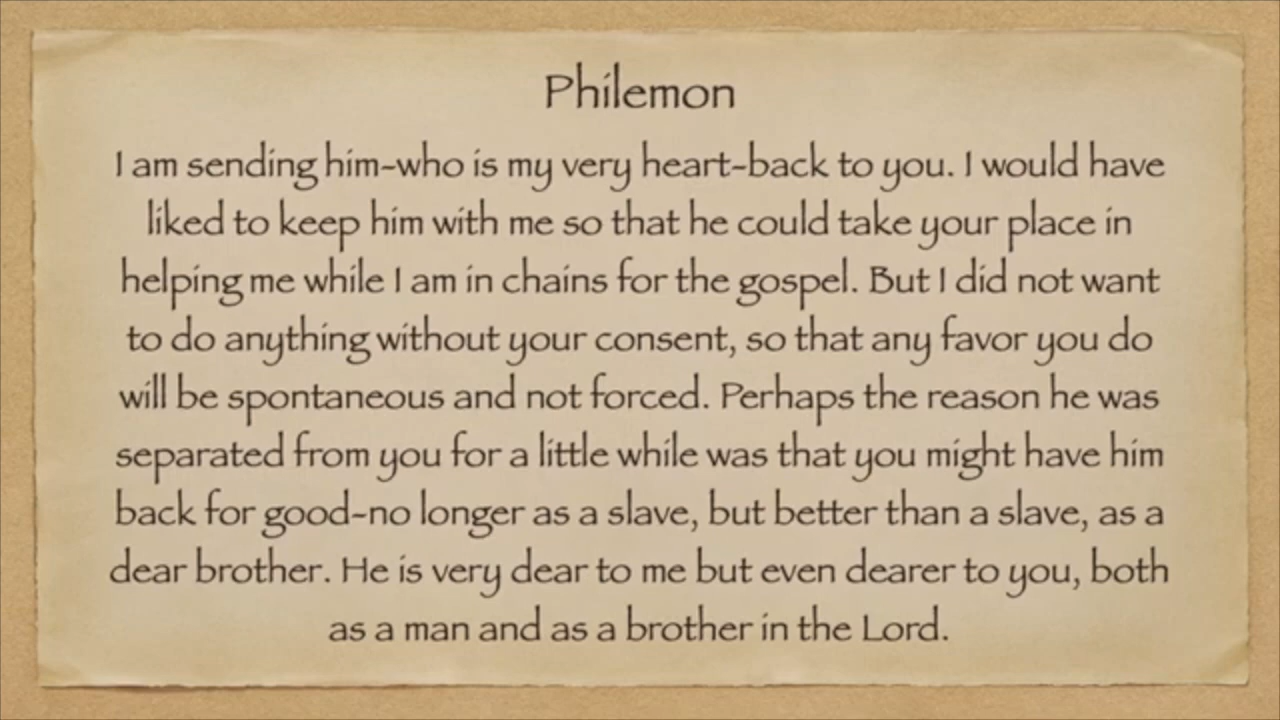 Philemon
I am sending him-who is my very heart-back to you. I would have
liked to keep him with me so that he could take your place in
helping me while I am in chains for the gospel. But I did not want
to do anything without your consent, so that any favor you do
will be spontaneous and not forced. Perhaps the reason he was
separated from you for a little while was that you might have him
back for good-no longer as a slave, but better than a slave, as a
dear brother. He is very dear to me but even dearer to you, both
as a man and as a brother in the Lord.